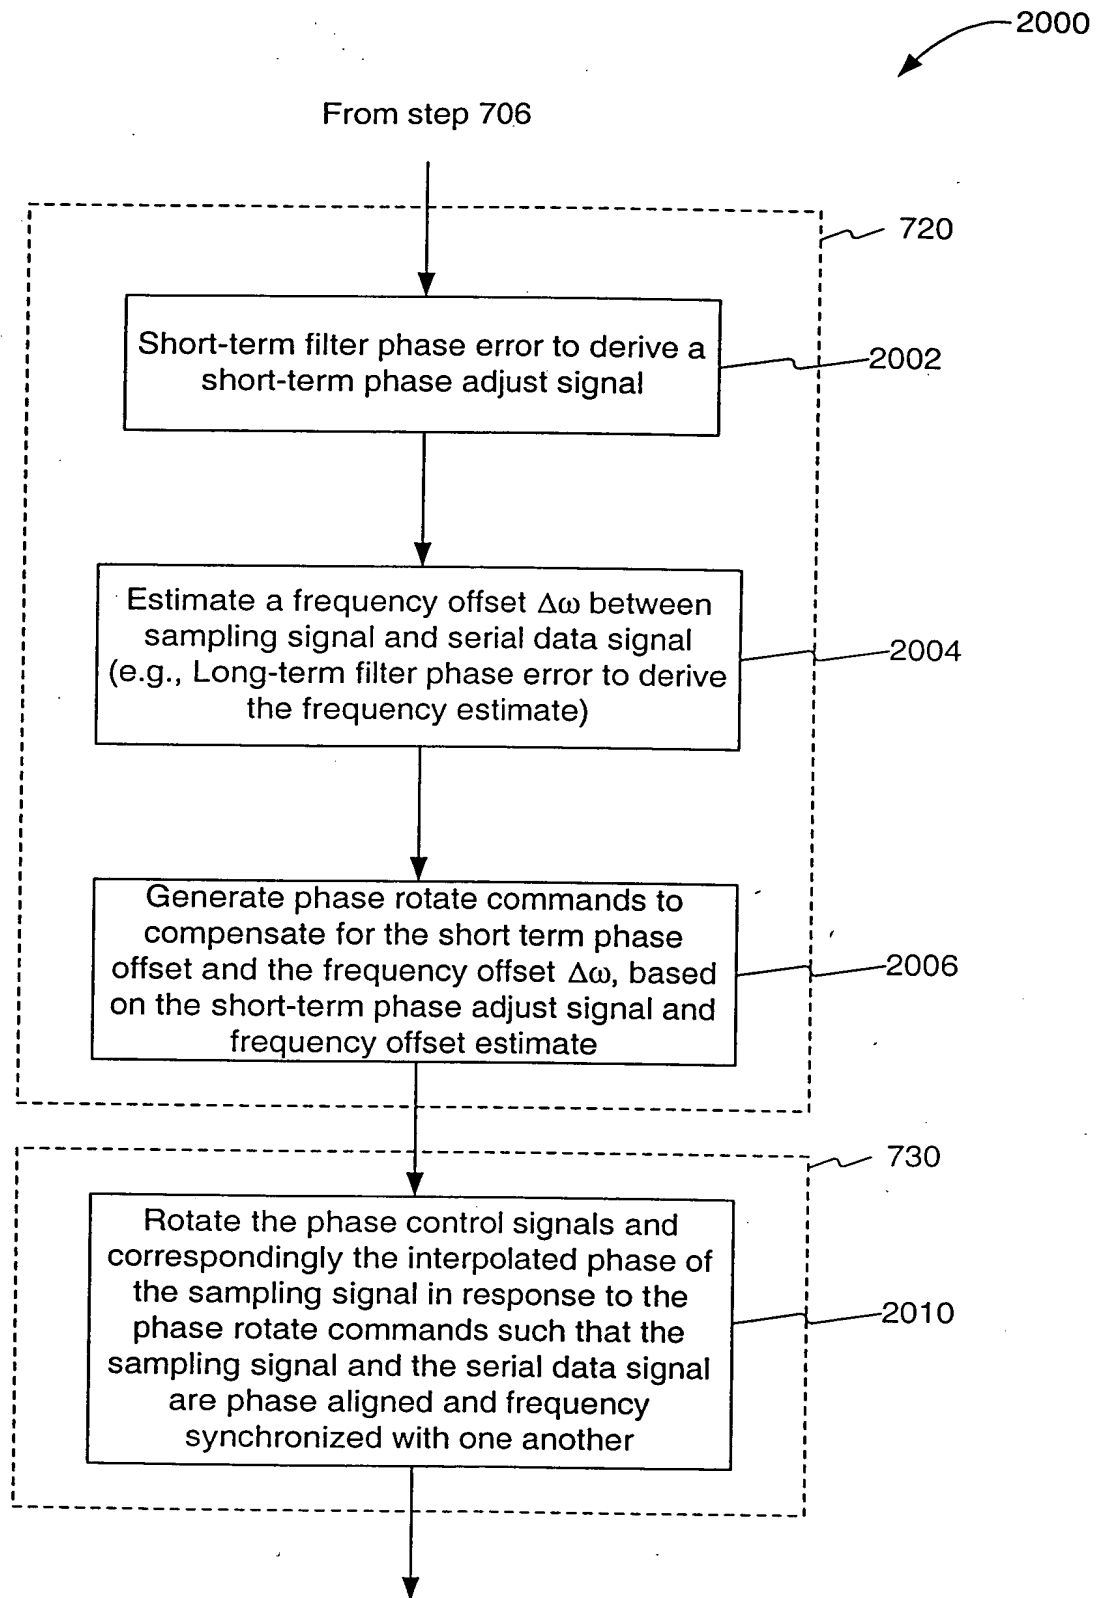 2000
From step 706
720
Short-term filter phase error to derive a
short-term phase adjust signal
2002
Estimate a frequency offset Δω between
sampling signal and serial data signal
(e.g., Long-term filter phase error to derive
the frequency estimate)
2004
Generate phase rotate commands to
compensate for the short term phase
offset and the frequency offset Δω, based
on the short-term phase adjust signal and
frequency offset estimate
2006
730
Rotate the phase control signals and
correspondingly the interpolated phase of
the sampling signal in response to the
phase rotate commands such that the
sampling signal and the serial data signal
are phase aligned and frequency
synchronized with one another
2010